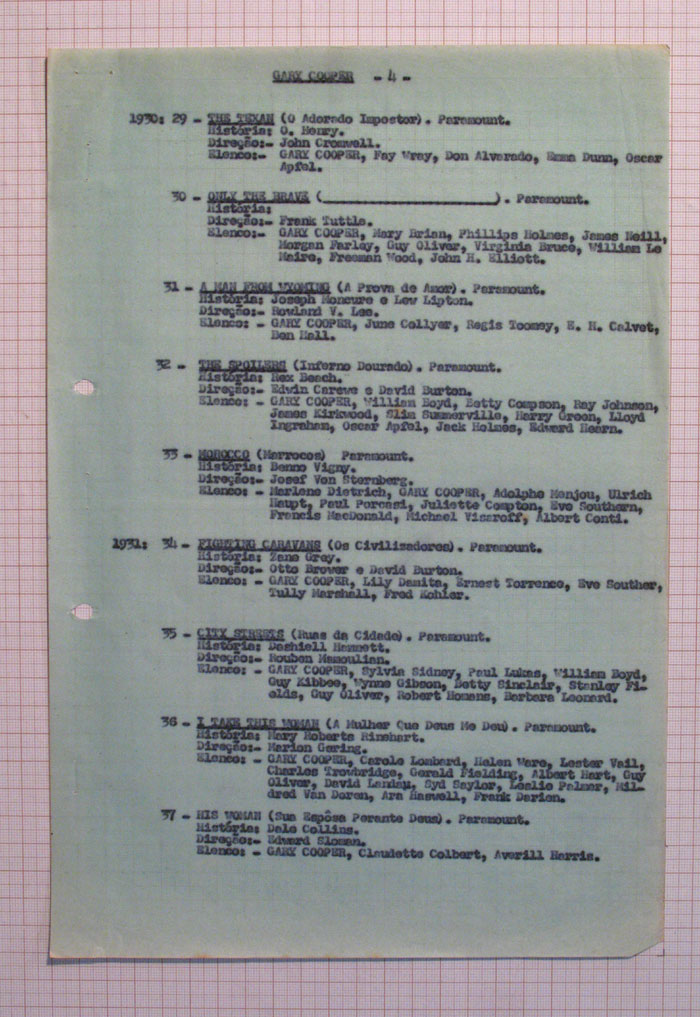 GARY COOPER - 4 -
1930: 29 - THE TEXAN (O Adorado Impostor). Paramount.
História: O. Henry.
Direção:- John Cromwell.
Elenco:- GARY COOPER, Fay Wray, Don Alvarado, Emma Dunn, Oscar
Apfel.
30 - ONLY THE BRAVE (______________________). Paramount.
História:
Direção:- Frank Tuttle.
Elenco:- GARY COOPER, Mary Brian, Phillips Holmes, James Neill,
Morgan Farley, Guy Oliver, Virginia Bruce, William Le
Maire, Freeman Wood, John H. Elliott.
31 - A MAN FROM WYOMING (A Prova de Amor). Paramount.
História: Joseph Moncure e Lew Lipton.
Direção:- Rowland V. Lee.
Elenco: - GARY COOPER, June Collyer, Regis Toomey, E. H. Calvet,
Ben Hall.
32 - THE SPOILERS (Inferno Dourado). Paramount.
História: Rex Beach.
Direção:- Edwin Carewe e David Burton.
Elenco: - GARY COOPER, William Boyd, Betty Compson, Ray Johnson,
James Kirkwood, Slim Summerville, Harry Green, Lloyd
Ingraham, Oscar Apfel, Jack Holmes, Edward Hearn.
33 - MOROCCO (Marrocos) Paramount.
História: Benno Vigny.
Direção:- Josef Von Sternberg.
Elenco: - Marlene Dietrich, GARY COOPER, Adolphe Menjou, Ulrich
Haupt, Paul Porcasi, Juliette Compton, Eve Southern,
Francis MacDonald, Michael Visaroff, Albert Conti.
1931: 34 - FIGHTING CARAVANS (Os Civilizadores). Paramount.
História: Zane Grey.
Direção:- Otto Brower e David Burton.
Elenco: - GARY COOPER, Lily Damita, Ernest Torrence, Eve Souther,
Tully Marshall, Fred Kohler.
35 - CITY STREETS (Ruas da Cidade). Paramount.
História: Dashiell Hammett.
Direção:- Rouben Mamoulian.
Elenco: - GARY COOPER, Sylvia Sidney, Paul Lukas, William Boyd,
Guy Kibbee, Wynne Gibson, Betty Sinclair, Stanley Fi-
elds, Guy Oliver, Robert Homans, Barbara Leonard.
36 - I TAKE THIS WOMAN (A Mulher Que Deus Me Deu). Paramount.
História: Mary Roberts Rinehart.
Direção:- Marion Gering.
Elenco: - GARY COOPER, Carole Lombard, Helen Ware, Lester Vail,
Charles Trowbridge, Gerald Fielding, Albert Hart, Guy
Oliver, David Landau, Syd Saylor, Leslie Palmer, Mil-
dred Van Doren, Ara Haswell, Frank Darien.
37 - HIS WOMAN (Sua Espôsa Perante Deus). Paramount.
História: Dale Collins.
Direção:- Edward Sloman.
Elenco: - GARY COOPER, Claudette Colbert, Averill Harris.